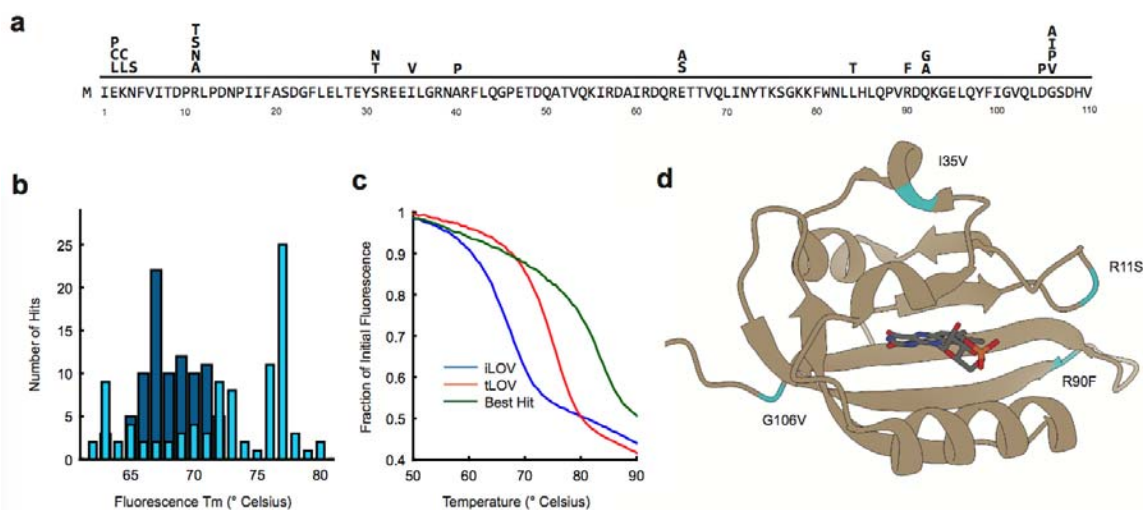 a
T A
P S I
CC N N A G P
LLS A T V P S T F A PV
M IEKNFVITDPRLPDNPIIFASDGFLELTEYSREEILGRNARFLQGPETDQATVQKIRDAIRDQRETTVQLINYTKSGKKFWNLLHLQPVRDQKGELQYFIGVQLDGSDHV
1 10 20 30 40 50 60 70 80 90 100 110
b
Number of Hits
25
20
15
10
5
0
65 70 75 80
Fluorescence Tm (° Celsius)
c
Fraction of Initial Fluorescence
1
0.9
0.8
0.7
0.6
0.5
0.4
iLOV
tLOV
Best Hit
50 60 70 80 90
Temperature (° Celsius)
d
I35V
R11S
R90F
G106V